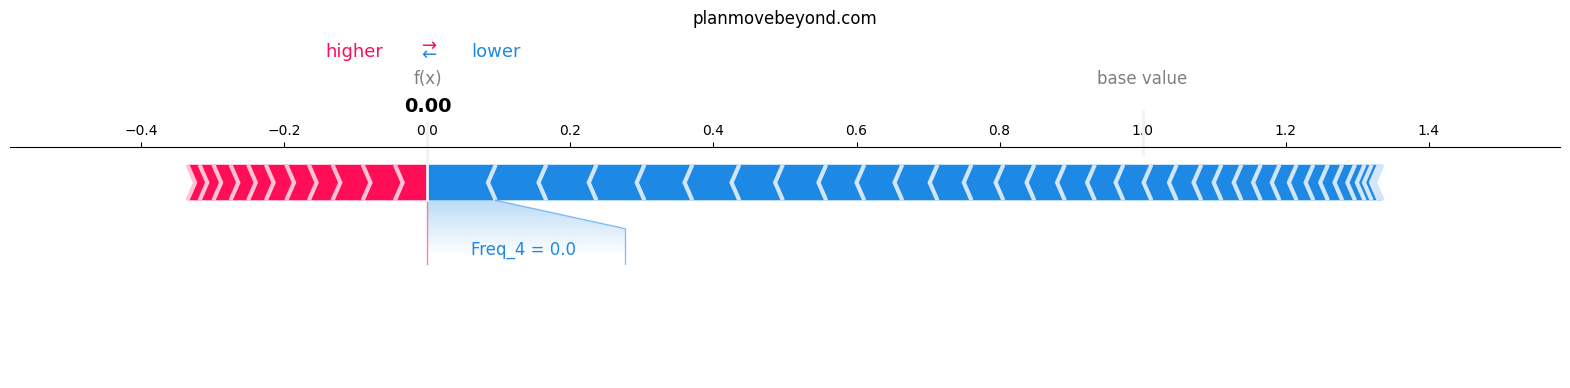 planmovebeyond.com
higher ⇄ lower
f(x) base value
0.00
−0.4 −0.2 0.0 0.2 0.4 0.6 0.8 1.0 1.2 1.4
Freq_4 = 0.0